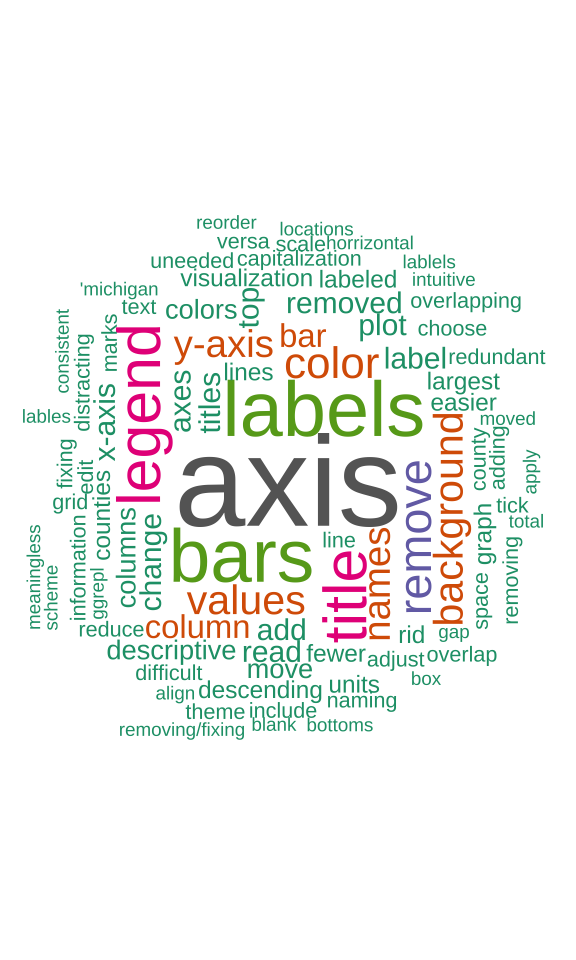 reorder
locations
versa
scale
horrizontal
uneeded
capitalization
lablels
visualization
labeled
intuitive
'michigan
text
colors
top
removed
overlapping
plot
choose
consistent
distracting
marks
legend
y-axis
bar
color
label
redundant
axes
titles
lines
labels
largest
easier
moved
lables
x-axis
axis
background
county
adding
apply
fixing
edit
grid
counties
columns
change
bars
line
title
names
remove
graph
tick
total
meaningless
scheme
information
ggrepl
values
space
removing
reduce
column
add
rid
gap
descriptive
read
fewer
adjust
overlap
difficult
move
box
align
descending
units
naming
theme
include
removing/fixing
blank
bottoms